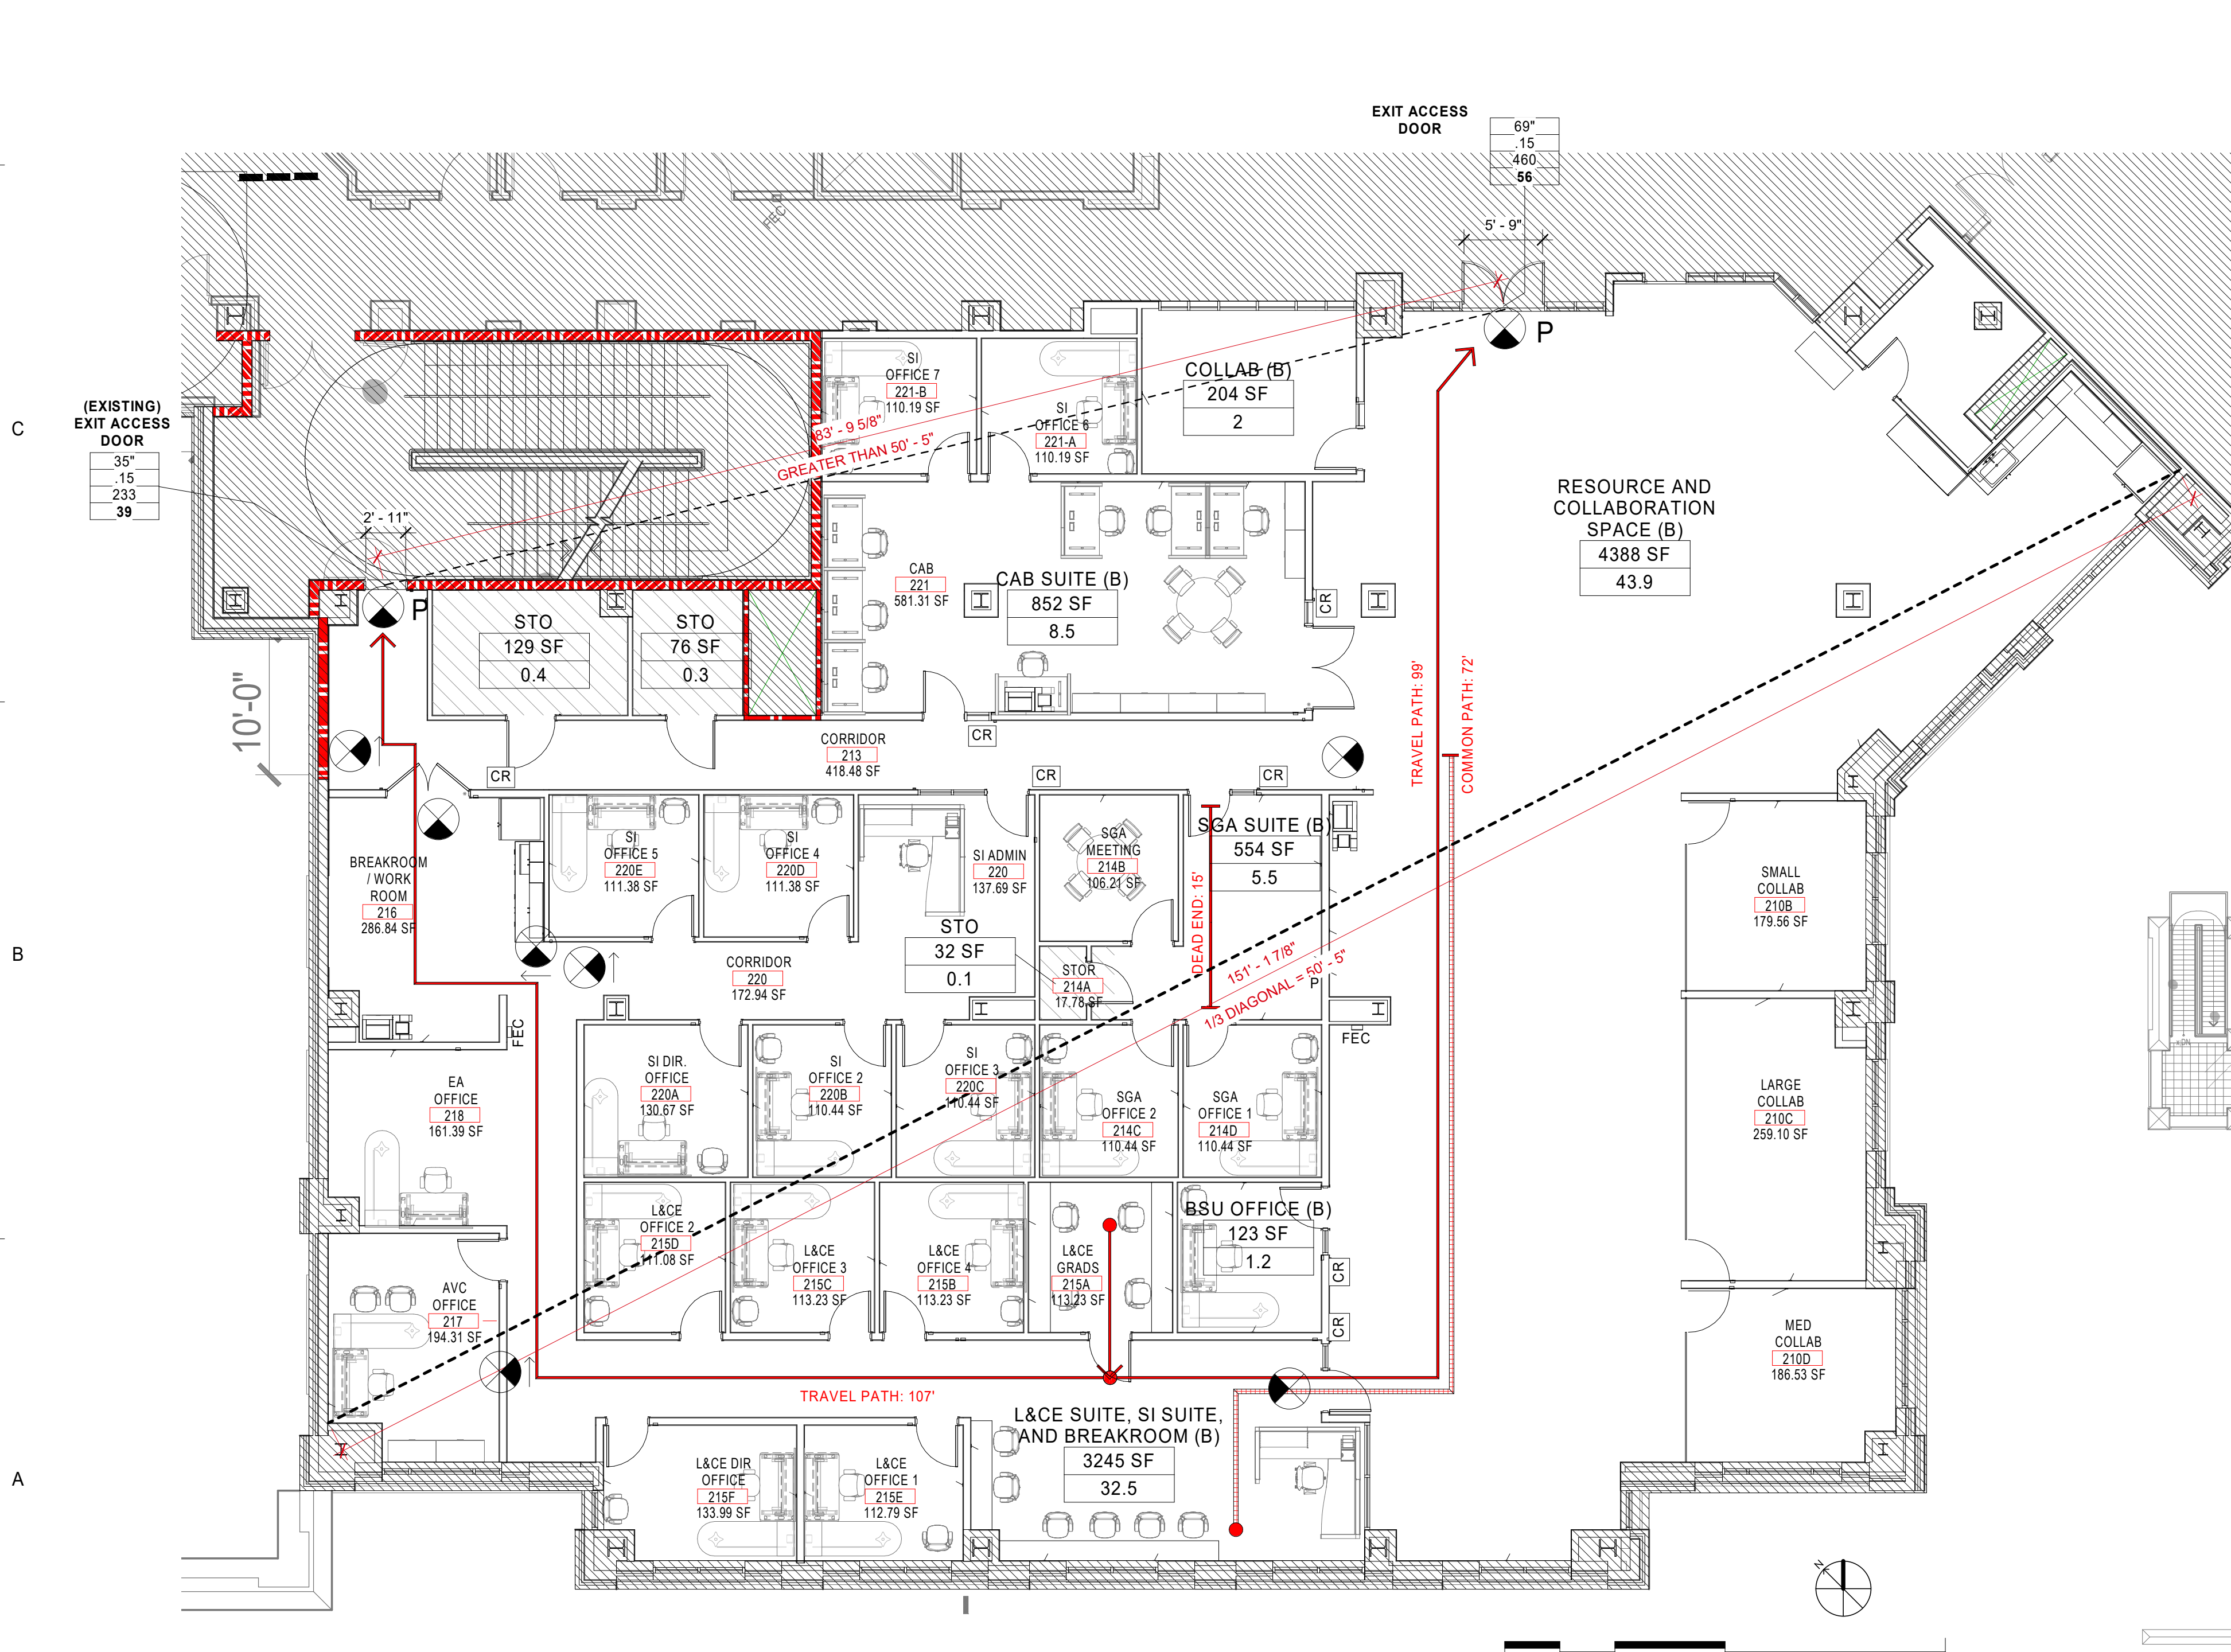 EXIT ACCESS
DOOR
69"
.15
460
56
5' - 9"
P
FEC
C
(EXISTING)
EXIT ACCESS
DOOR
35"
.15
233
39
2' - 11"
P
10'-0"
SI
OFFICE 7
221-B
110.19 SF
SI
OFFICE 6
221-A
110.19 SF
COLLAB (B)
204 SF
2
83' - 9 5/8"
GREATER THAN 50' - 5"
RESOURCE AND
COLLABORATION
SPACE (B)
4388 SF
43.9
CAB
221
581.31 SF
CAB SUITE (B)
852 SF
8.5
CR
STO
129 SF
0.4
STO
76 SF
0.3
CORRIDOR
213
418.48 SF
CR
CR
CR
CR
TRAVEL PATH: 99'
COMMON PATH: 72'
B
BREAKROOM
/ WORK
ROOM
216
286.84 SF
SI
OFFICE 5
220E
111.38 SF
SI
OFFICE 4
220D
111.38 SF
SI ADMIN
220
137.69 SF
SGA
MEETING
214B
106.21 SF
SGA SUITE (B)
554 SF
5.5
DEAD END: 15'
SMALL
COLLAB
210B
179.56 SF
STO
32 SF
0.1
CORRIDOR
220
172.94 SF
STOR
214A
17.78 SF
151' - 1 7/8"
1/3 DIAGONAL = 50' - 5"
P
FEC
FEC
EA
OFFICE
218
161.39 SF
SI DIR.
OFFICE
220A
130.67 SF
SI
OFFICE 2
220B
110.44 SF
SI
OFFICE 3
220C
110.44 SF
SGA
OFFICE 2
214C
110.44 SF
SGA
OFFICE 1
214D
110.44 SF
LARGE
COLLAB
210C
259.10 SF
DN
L&CE
OFFICE 2
215D
111.08 SF
L&CE
OFFICE 3
215C
113.23 SF
L&CE
OFFICE 4
215B
113.23 SF
L&CE
GRADS
215A
113.23 SF
BSU OFFICE (B)
123 SF
1.2
CR
CR
AVC
OFFICE
217
194.31 SF
MED
COLLAB
210D
186.53 SF
TRAVEL PATH: 107'
A
L&CE DIR
OFFICE
215F
133.99 SF
L&CE
OFFICE 1
215E
112.79 SF
L&CE SUITE, SI SUITE,
AND BREAKROOM (B)
3245 SF
32.5
N